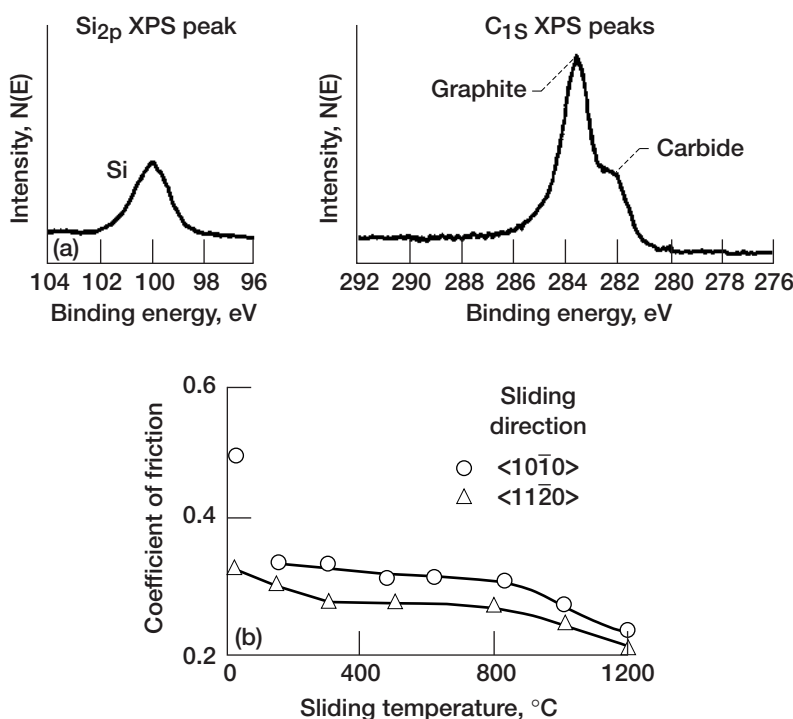 Si2p XPS peak
C1S XPS peaks
Intensity, N(E)
Si
(a)
104 102 100 98 96
Binding energy, eV
Intensity, N(E)
Graphite
Carbide
292 290 288 286 284 282 280 278 276
Binding energy, eV
Coefficient of friction
0.6
0.4
0.2
Sliding
direction
<101̅0>
<112̅0>
(b)
0 400 800 1200
Sliding temperature, °C